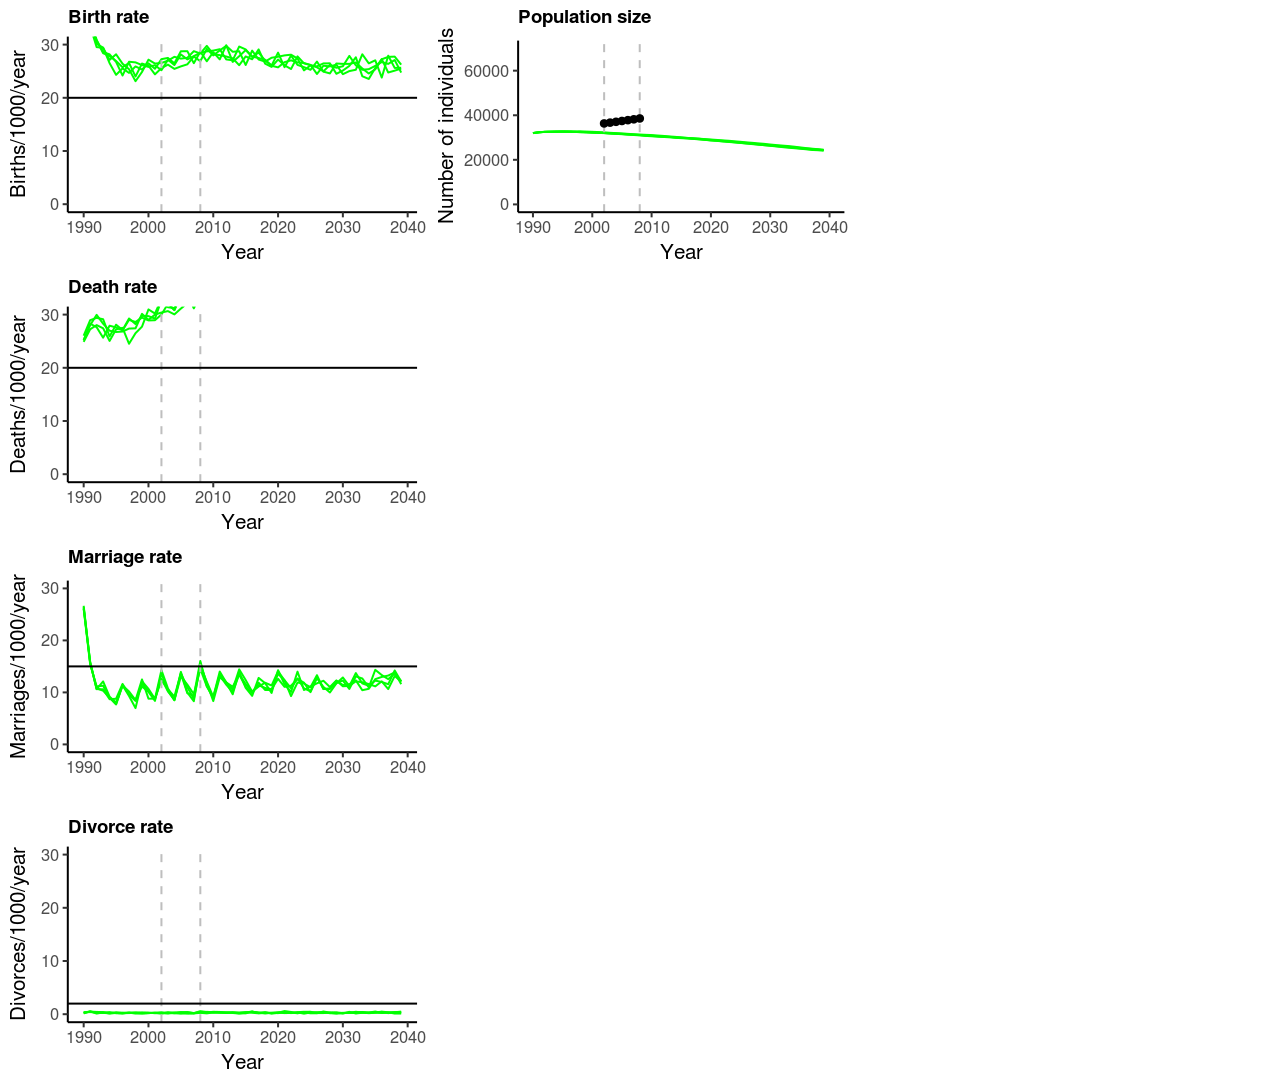 Birth rate
Births/1000/year
30
20
10
0
1990 2000 2010 2020 2030 2040
Year
Population size
Number of individuals
60000
40000
20000
0
1990 2000 2010 2020 2030 2040
Year
Death rate
Deaths/1000/year
30
20
10
0
1990 2000 2010 2020 2030 2040
Year
Marriage rate
Marriages/1000/year
30
20
10
0
1990 2000 2010 2020 2030 2040
Year
Divorce rate
Divorces/1000/year
30
20
10
0
1990 2000 2010 2020 2030 2040
Year